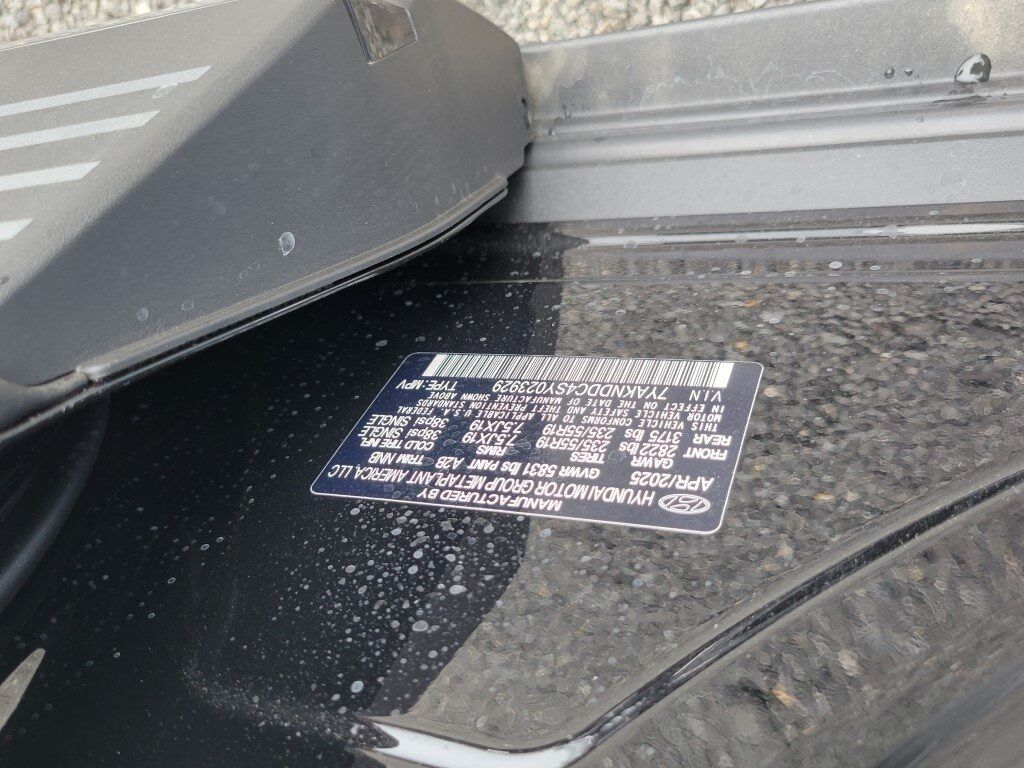 MANUFACTURED BY
HYUNDAI MOTOR GROUP METAPLANT AMERICA, LLC
APR/2025 GVWR 5831 lbs PANT A2B TRIM NNB
GAWR TIRES RIMS COLD TIRE INFL.
FRONT 2822 lbs 235/55R19 7.5JX19 38psi SINGLE
REAR 3175 lbs 235/55R19 7.5JX19 38psi SINGLE
THIS VEHICLE CONFORMS TO ALL APPLICABLE U.S.A. FEDERAL
MOTOR VEHICLE SAFETY AND THEFT PREVENTION STANDARDS
IN EFFECT ON THE DATE OF MANUFACTURE SHOWN ABOVE
V.I.N 7YAKNDDC4SY023929 TYPE: MPV